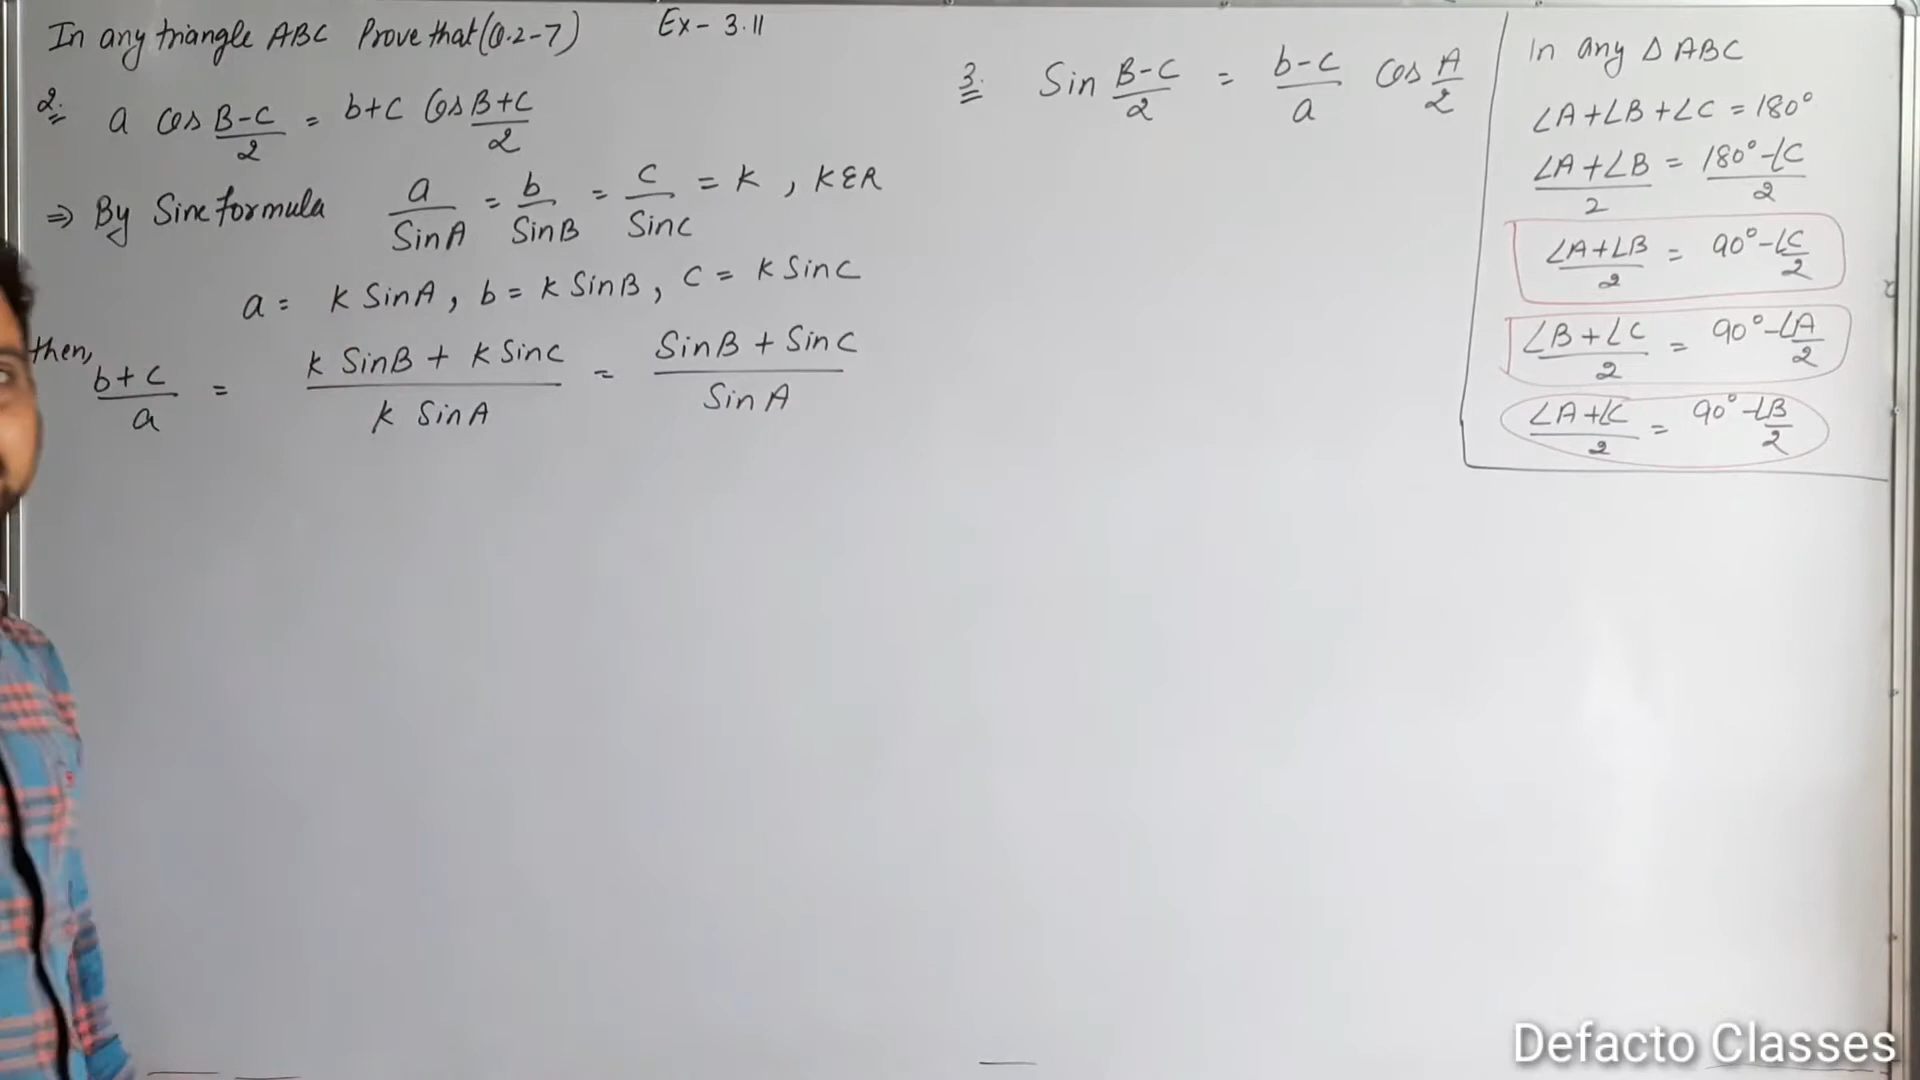 In any triangle ABC Prove that (Q.2-7) Ex- 3.11
2. a cos B-C/2 = b+c Cos B+C/2
⇒ By Sine formula a/SinA = b/SinB = c/SinC = K, KER
a = K SinA, b = K SinB, c = K SinC
then, b+c/a = K SinB + K SinC/K SinA = SinB + SinC/Sin A
3. Sin B-C/2 = b-c/a Cos A/2
In any Δ ABC
∠A+∠B+∠C = 180°
∠A+∠B/2 = 180°-∠C/2
∠A+∠B/2 = 90°-∠C/2
∠B+∠C/2 = 90°-∠A/2
∠A+∠C/2 = 90°-∠B/2
Defacto Classes